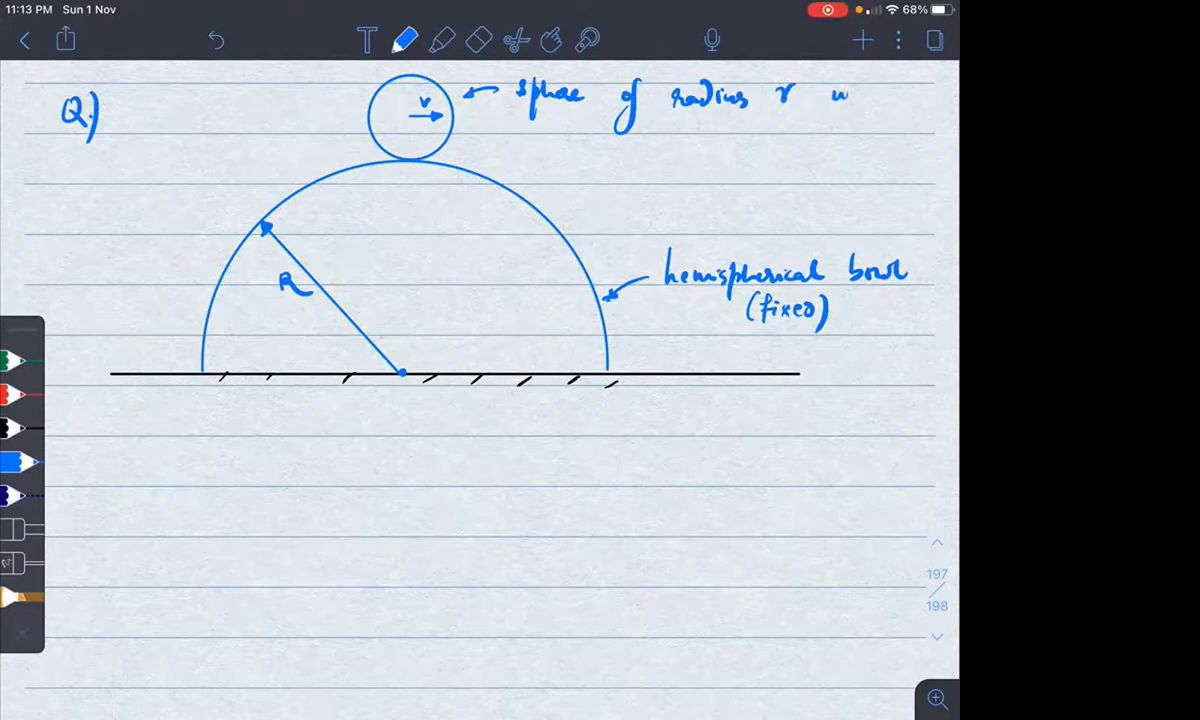 11:13 PM Sun 1 Nov
68%
Q.)
v
sphere of radius r w
R
hemispherical bowl
(fixed)
197
198